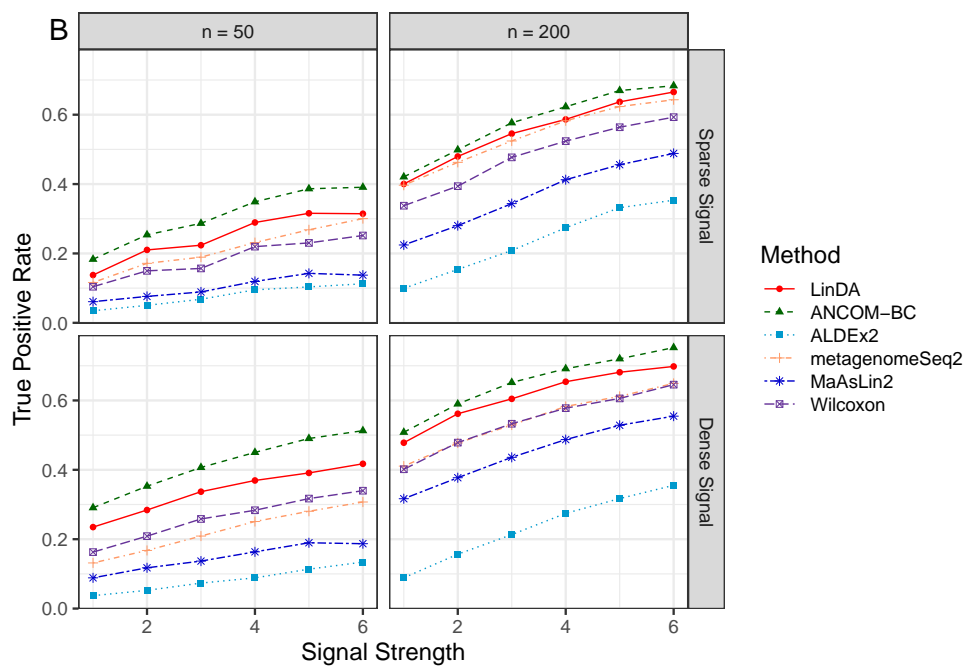 B
n = 50
n = 200
True Positive Rate
0.6
0.4
0.2
0.0
Sparse Signal
0.6
0.4
0.2
0.0
Dense Signal
2
4
6
2
4
6
Signal Strength
Method
LinDA
ANCOM−BC
ALDEx2
metagenomeSeq2
MaAsLin2
Wilcoxon